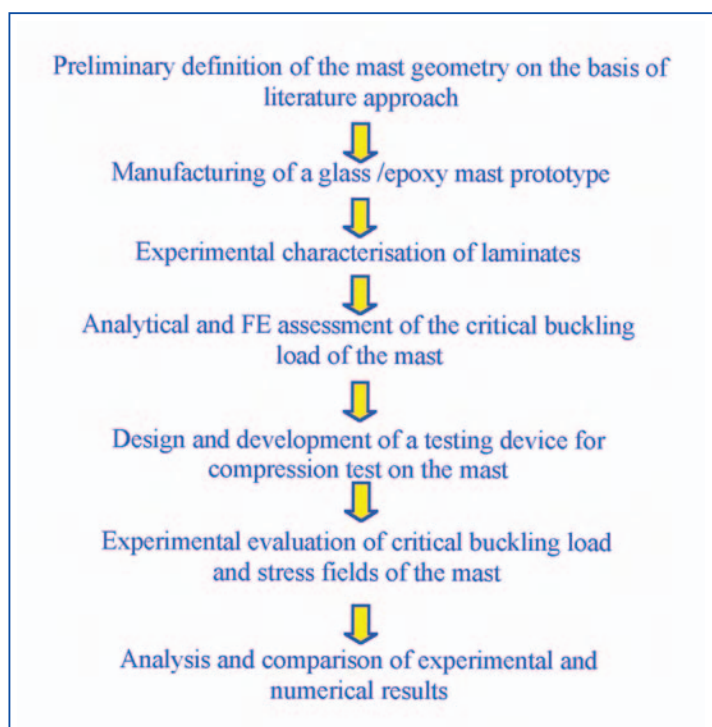 Preliminary definition of the mast geometry on the basis of
literature approach
Manufacturing of a glass /epoxy mast prototype
Experimental characterisation of laminates
Analytical and FE assessment of the critical buckling
load of the mast
Design and development of a testing device for
compression test on the mast
Experimental evaluation of critical buckling load
and stress fields of the mast
Analysis and comparison of experimental and
numerical results